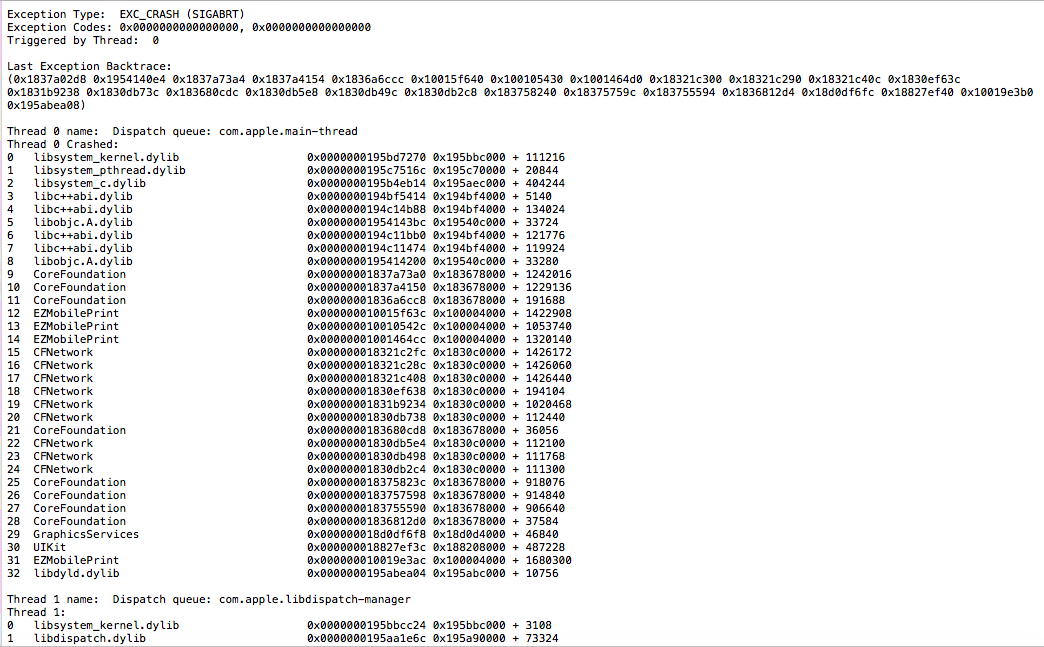 Exception Type:  EXC_CRASH (SIGABRT)
Exception Codes: 0x0000000000000000, 0x0000000000000000
Triggered by Thread:  0
Last Exception Backtrace:
(0x1837a02d8 0x1954140e4 0x1837a73a4 0x1837a4154 0x1836a6ccc 0x10015f640 0x100105430 0x1001464d0 0x18321c300 0x18321c290 0x18321c40c 0x1830ef63c
0x1831b9238 0x1830db73c 0x183680cdc 0x1830db5e8 0x1830db49c 0x1830db2c8 0x183758240 0x18375759c 0x183755594 0x1836812d4 0x18d0df6fc 0x18827ef40 0x10019e3b0
0x195abea08)
Thread 0 name:  Dispatch queue: com.apple.main-thread
Thread 0 Crashed:
0   libsystem_kernel.dylib              0x0000000195bd7270 0x195bbc000 + 111216
1   libsystem_pthread.dylib             0x0000000195c7516c 0x195c70000 + 20844
2   libsystem_c.dylib                   0x0000000195b4eb14 0x195aec000 + 404244
3   libc++abi.dylib                     0x0000000194bf5414 0x194bf4000 + 5140
4   libc++abi.dylib                     0x0000000194c14b88 0x194bf4000 + 134024
5   libobjc.A.dylib                     0x00000001954143bc 0x19540c000 + 33724
6   libc++abi.dylib                     0x0000000194c11bb0 0x194bf4000 + 121776
7   libc++abi.dylib                     0x0000000194c11474 0x194bf4000 + 119924
8   libobjc.A.dylib                     0x0000000195414200 0x19540c000 + 33280
9   CoreFoundation                      0x00000001837a73a0 0x183678000 + 1242016
10  CoreFoundation                      0x00000001837a4150 0x183678000 + 1229136
11  CoreFoundation                      0x00000001836a6cc8 0x183678000 + 191688
12  EZMobilePrint                       0x000000010015f63c 0x100004000 + 1422908
13  EZMobilePrint                       0x000000010010542c 0x100004000 + 1053740
14  EZMobilePrint                       0x00000001001464cc 0x100004000 + 1320140
15  CFNetwork                           0x000000018321c2fc 0x1830c0000 + 1426172
16  CFNetwork                           0x000000018321c28c 0x1830c0000 + 1426060
17  CFNetwork                           0x000000018321c408 0x1830c0000 + 1426440
18  CFNetwork                           0x00000001830ef638 0x1830c0000 + 194104
19  CFNetwork                           0x00000001831b9234 0x1830c0000 + 1020468
20  CFNetwork                           0x00000001830db738 0x1830c0000 + 112440
21  CoreFoundation                      0x0000000183680cd8 0x183678000 + 36056
22  CFNetwork                           0x00000001830db5e4 0x1830c0000 + 112100
23  CFNetwork                           0x00000001830db498 0x1830c0000 + 111768
24  CFNetwork                           0x00000001830db2c4 0x1830c0000 + 111300
25  CoreFoundation                      0x000000018375823c 0x183678000 + 918076
26  CoreFoundation                      0x0000000183757598 0x183678000 + 914840
27  CoreFoundation                      0x0000000183755590 0x183678000 + 906640
28  CoreFoundation                      0x00000001836812d0 0x183678000 + 37584
29  GraphicsServices                    0x000000018d0df6f8 0x18d0d4000 + 46840
30  UIKit                               0x000000018827ef3c 0x188208000 + 487228
31  EZMobilePrint                       0x000000010019e3ac 0x100004000 + 1680300
32  libdyld.dylib                       0x0000000195abea04 0x195abc000 + 10756
Thread 1 name:  Dispatch queue: com.apple.libdispatch-manager
Thread 1:
0   libsystem_kernel.dylib              0x0000000195bbcc24 0x195bbc000 + 3108
1   libdispatch.dylib                   0x0000000195aa1e6c 0x195a90000 + 73324